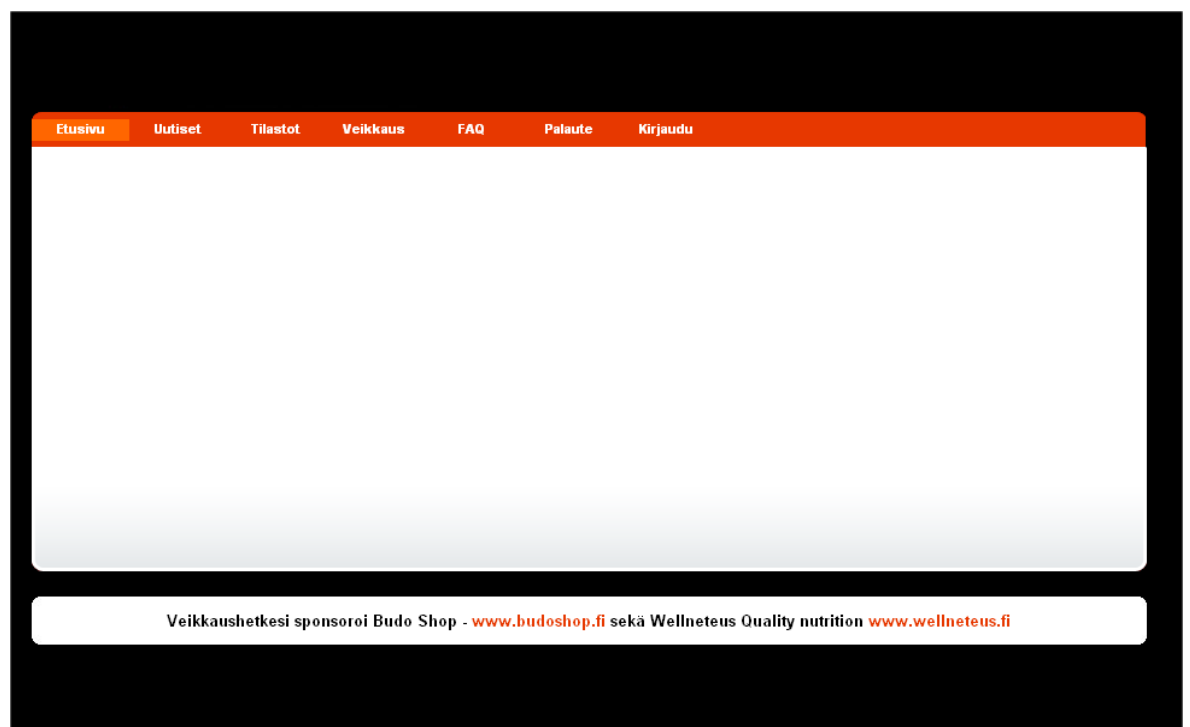 Etusivu Uutiset Tilastot Veikkaus FAQ Palaute Kirjaudu
Veikkaushetkesi sponsoroi Budo Shop - www.budoshop.fi sekä Wellneteus Quality nutrition www.wellneteus.fi